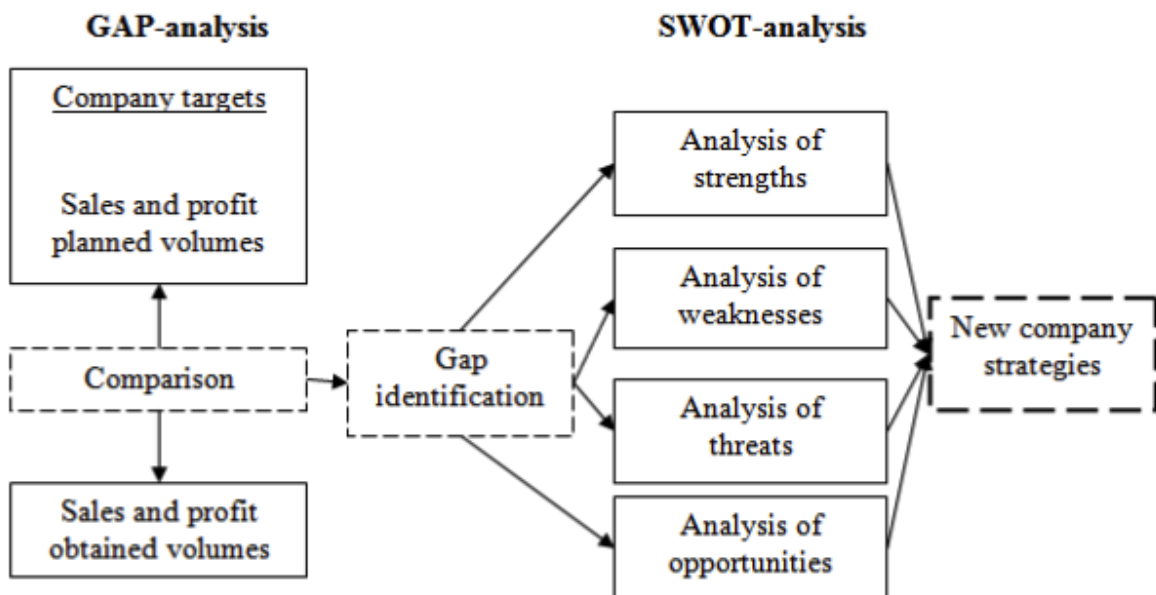 GAP-analysis
SWOT-analysis
Company targets
Sales and profit
planned volumes
Comparison
Sales and profit
obtained volumes
Gap
identification
Analysis of
strengths
Analysis of
weaknesses
Analysis of
threats
Analysis of
opportunities
New company
strategies